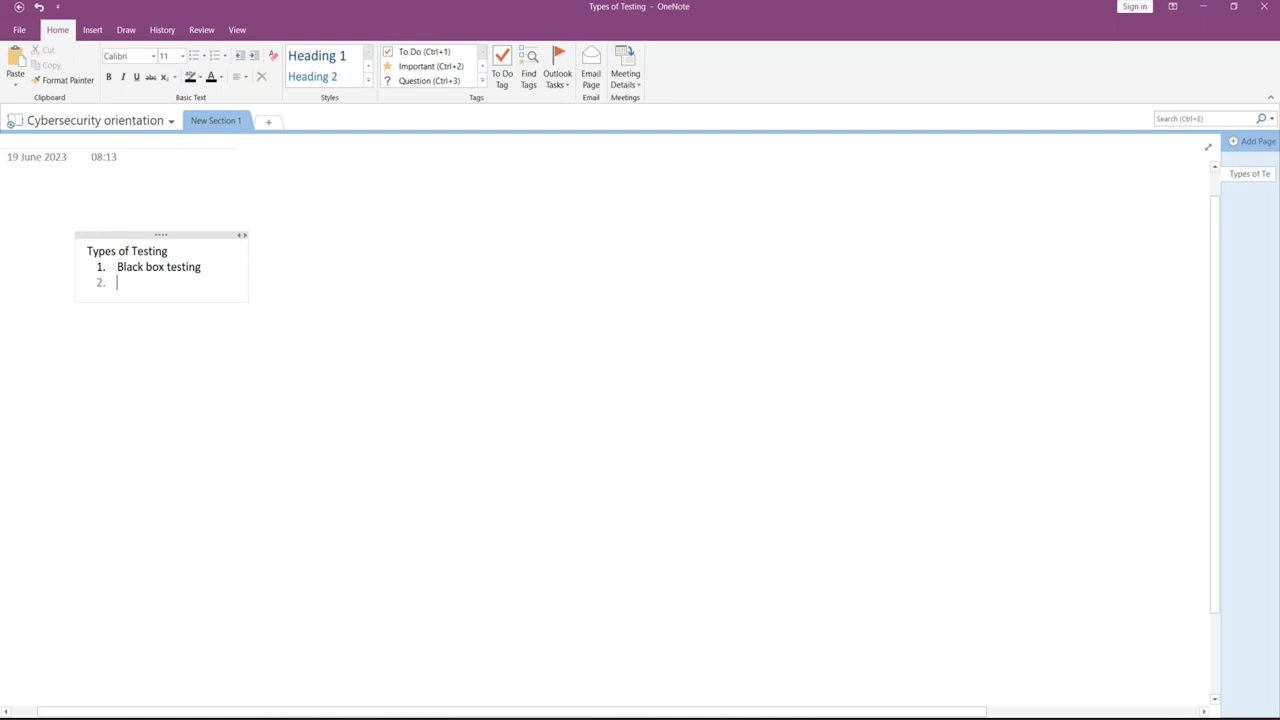 Types of Testing - OneNote
Sign in
File Home Insert Draw History Review View
Paste
Cut
Copy
Format Painter
Clipboard
Calibri 11
B I U abc X₂ A
Basic Text
Heading 1
Heading 2
Styles
To Do (Ctrl+1)
Important (Ctrl+2)
Question (Ctrl+3)
Tags
To Do Tag
Find Tags
Outlook Tasks
Email Page
Email
Meeting Details
Meetings
Cybersecurity orientation New Section 1 +
Search (Ctrl+E)
Add Page
Types of Te
19 June 2023 08:13
Types of Testing
1. Black box testing
2.